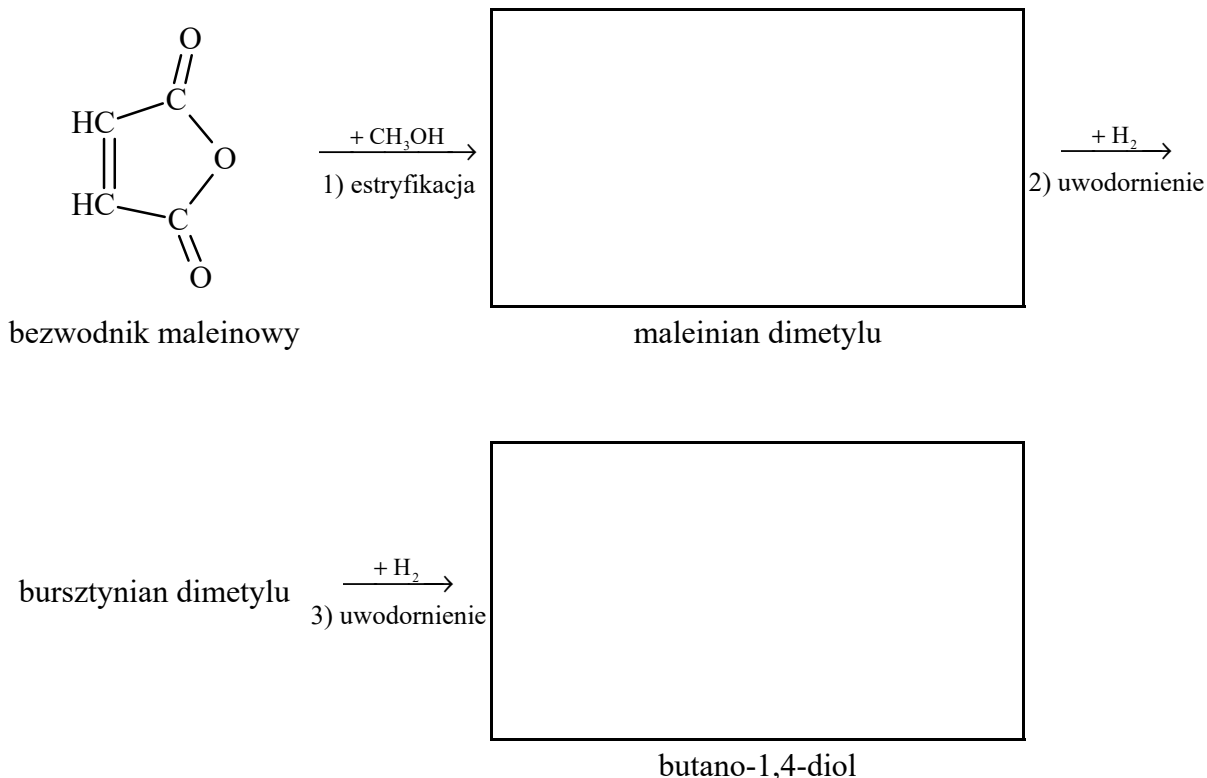 O
HC C
O
HC C
O
+ CH₃OH
1) estryfikacja
+ H₂
2) uwodornienie
bezwodnik maleinowy
maleinian dimetylu
bursztynian dimetylu
+ H₂
3) uwodornienie
butano-1,4-diol